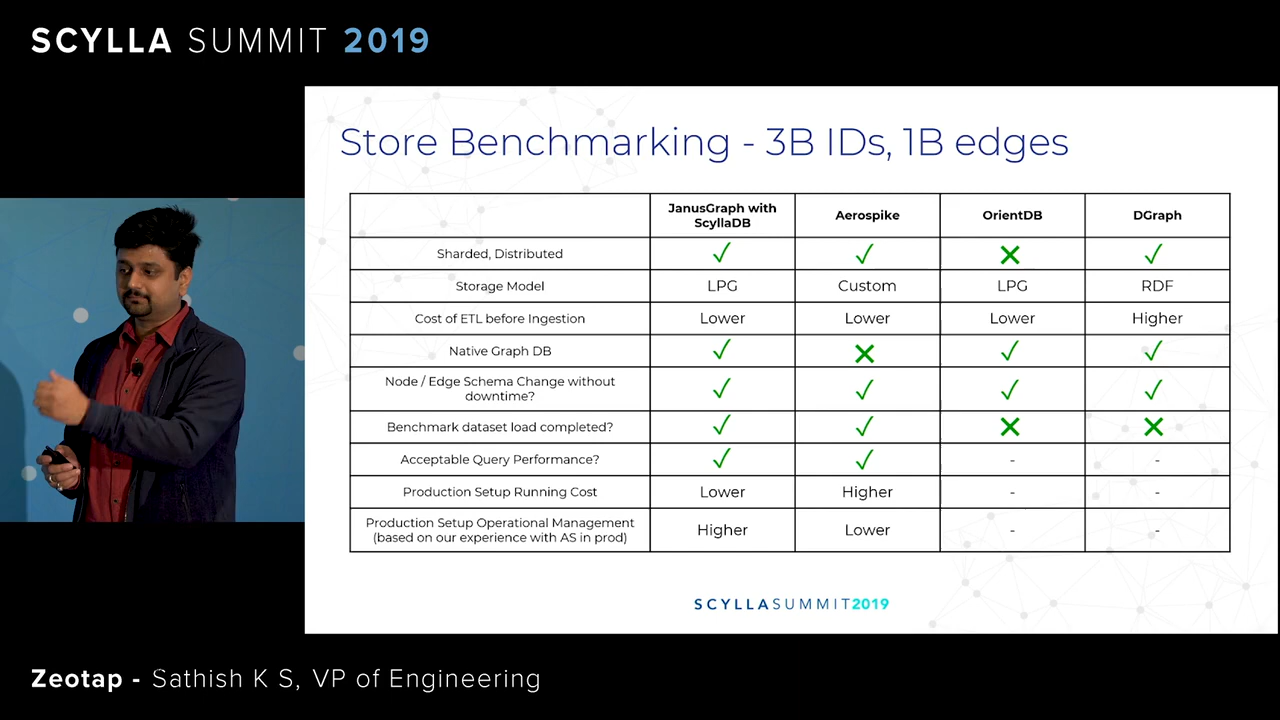 SCYLLA SUMMIT 2019
Store Benchmarking - 3B IDs, 1B edges
JanusGraph with
ScyllaDB
Aerospike
OrientDB
DGraph
Sharded, Distributed
✓ ✓ ✕ ✓
Storage Model
LPG Custom LPG RDF
Cost of ETL before Ingestion
Lower Lower Lower Higher
Native Graph DB
✓ ✕ ✓ ✓
Node / Edge Schema Change without
downtime?
✓ ✓ ✓ ✓
Benchmark dataset load completed?
✓ ✓ ✕ ✕
Acceptable Query Performance?
✓ ✓ - -
Production Setup Running Cost
Lower Higher - -
Production Setup Operational Management
(based on our experience with AS in prod)
Higher Lower - -
SCYLLASUMMIT2019
Zeotap - Sathish K S, VP of Engineering